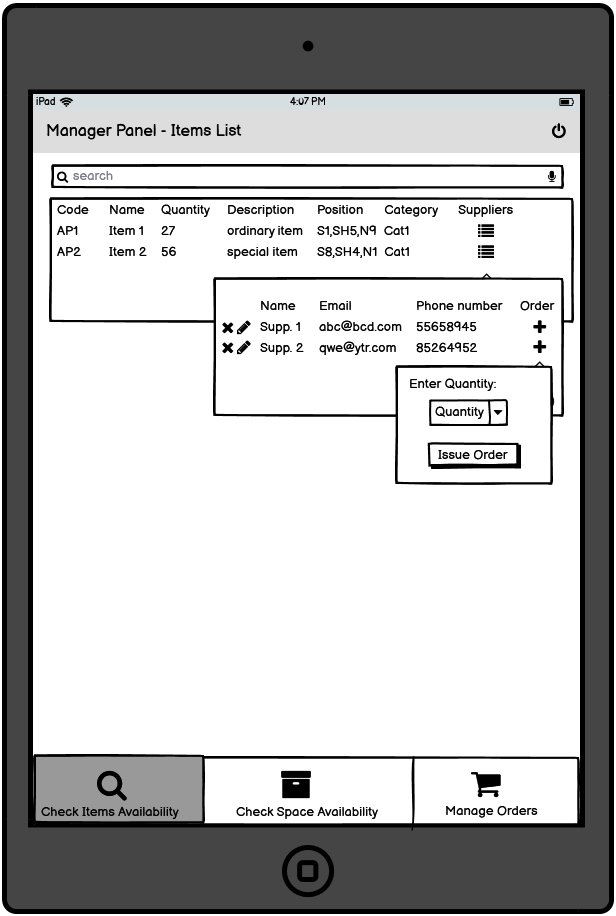 iPad 4:07 PM
Manager Panel - Items List
search
Code Name Quantity Description Position Category Suppliers
AP1 Item 1 27 ordinary item S1,SH5,N9 Cat1
AP2 Item 2 56 special item S8,SH4,N1 Cat1
Name Email Phone number Order
Supp. 1 abc@bcd.com 55658945
Supp. 2 qwe@ytr.com 85264952
Enter Quantity:
Quantity
Issue Order
Check Items Availability Check Space Availability Manage Orders